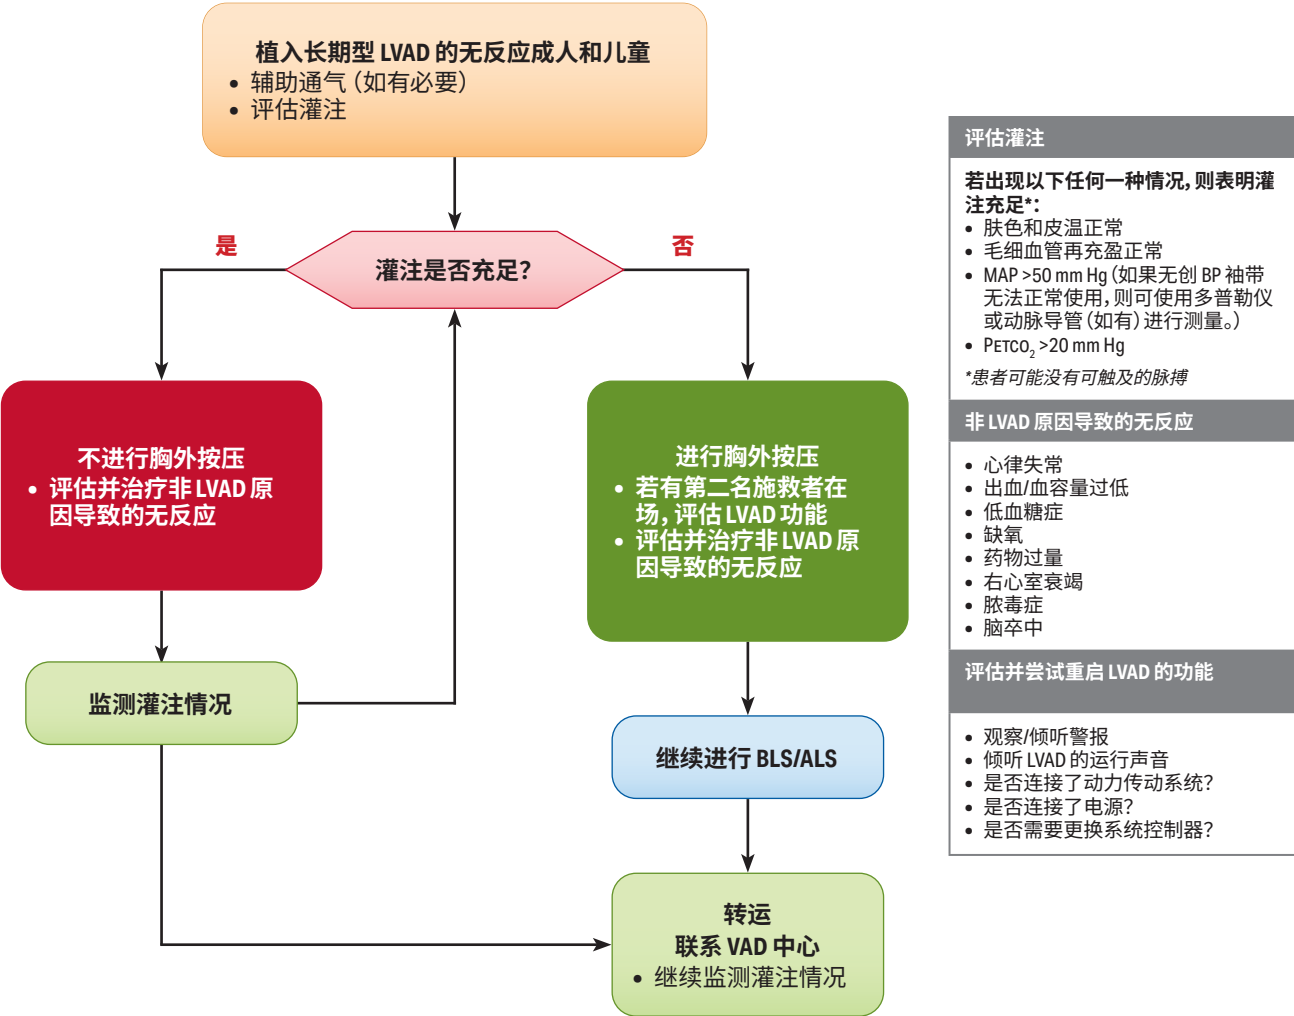 植入长期型 LVAD 的无反应成人和儿童
• 辅助通气（如有必要）
• 评估灌注
是
否
灌注是否充足？
不进行胸外按压
• 评估并治疗非 LVAD 原
因导致的无反应
进行胸外按压
• 若有第二名施救者在
场，评估 LVAD 功能
• 评估并治疗非 LVAD 原
因导致的无反应
监测灌注情况
继续进行 BLS/ALS
转运
联系 VAD 中心
• 继续监测灌注情况
评估灌注
若出现以下任何一种情况，则表明灌
注充足*：
• 肤色和皮温正常
• 毛细血管再充盈正常
• MAP >50 mm Hg（如果无创 BP 袖带
无法正常使用，则可使用多普勒仪
或动脉导管（如有）进行测量。）
• PETCO₂ >20 mm Hg
*患者可能没有可触及的脉搏
非 LVAD 原因导致的无反应
• 心律失常
• 出血/血容量过低
• 低血糖症
• 缺氧
• 药物过量
• 右心室衰竭
• 脓毒症
• 脑卒中
评估并尝试重启 LVAD 的功能
• 观察/倾听警报
• 倾听 LVAD 的运行声音
• 是否连接了动力传动系统？
• 是否连接了电源？
• 是否需要更换系统控制器？